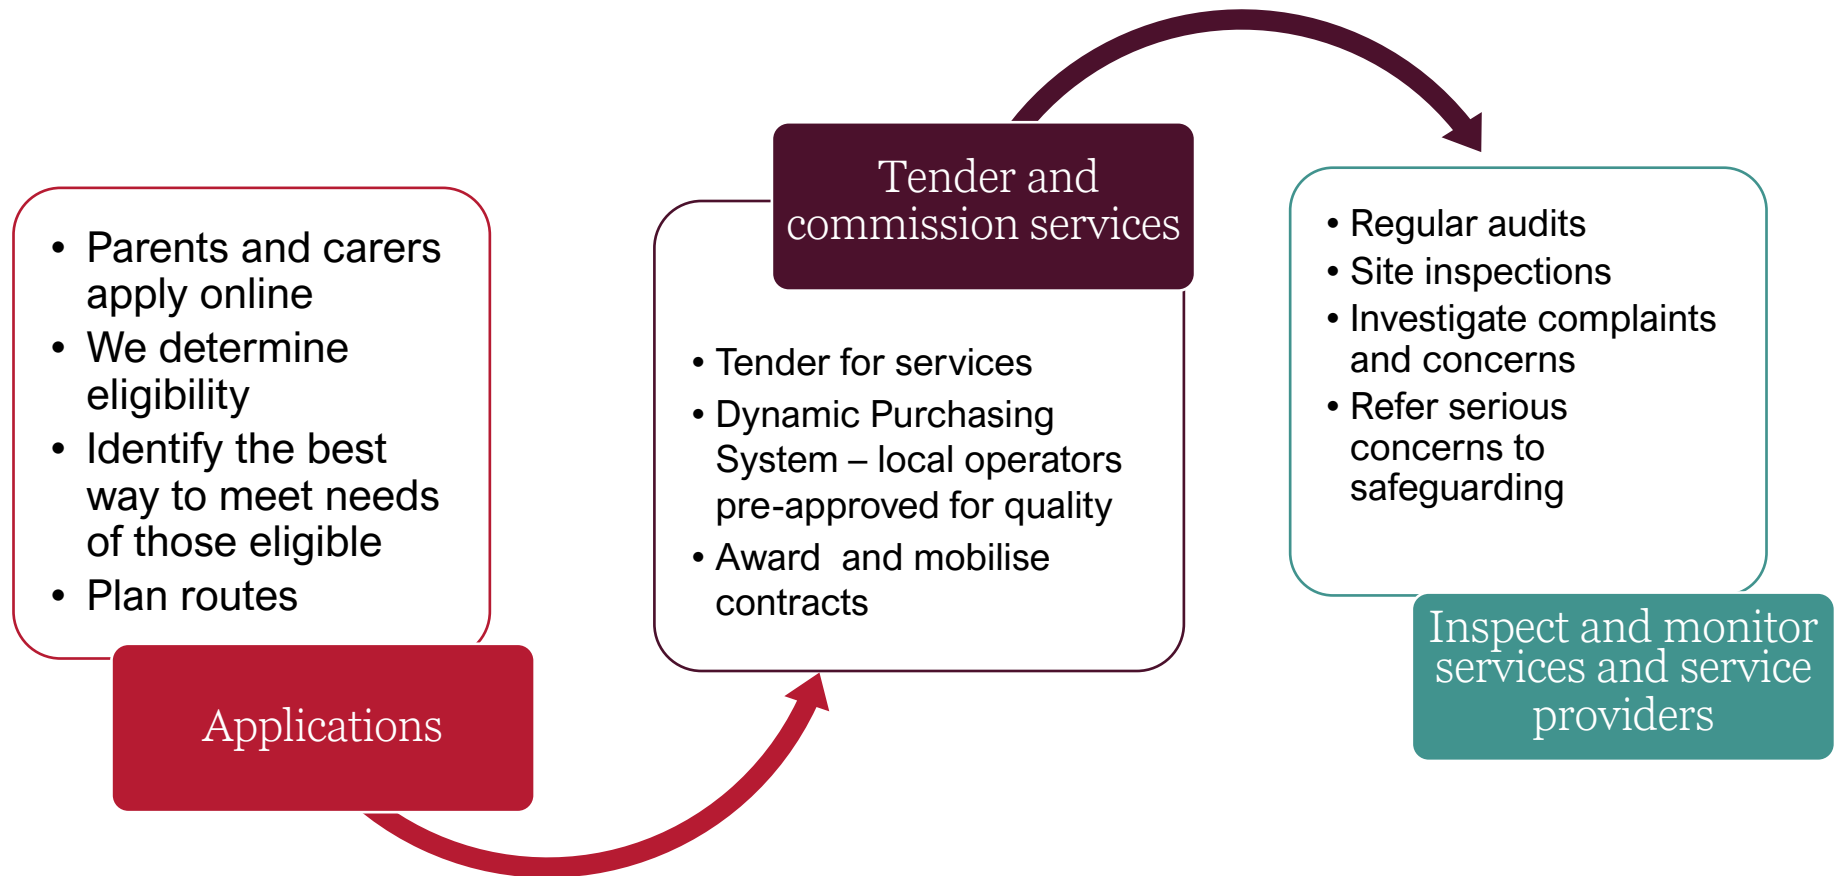 • Parents and carers
apply online
• We determine
eligibility
• Identify the best
way to meet needs
of those eligible
• Plan routes
Applications
Tender and
commission services
• Tender for services
• Dynamic Purchasing
System – local operators
pre-approved for quality
• Award  and mobilise
contracts
• Regular audits
• Site inspections
• Investigate complaints
and concerns
• Refer serious
concerns to
safeguarding
Inspect and monitor
services and service
providers